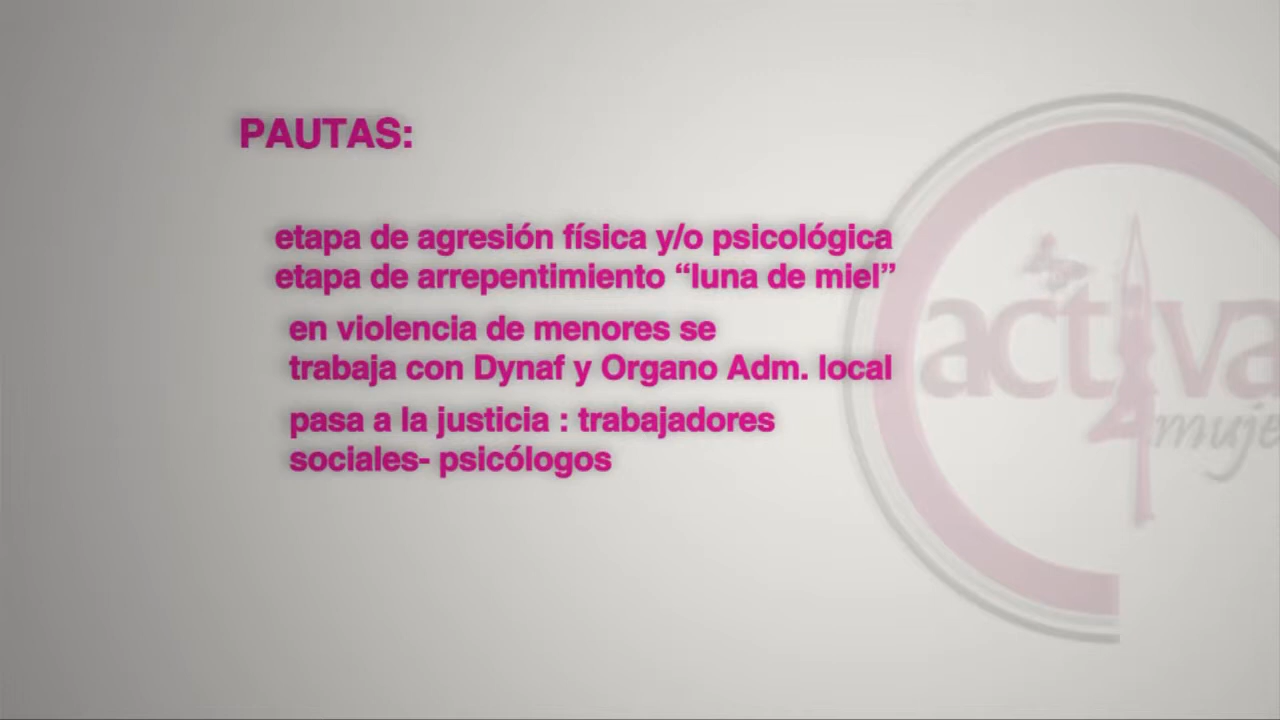 PAUTAS:
etapa de agresión física y/o psicológica
etapa de arrepentimiento “luna de miel”
en violencia de menores se
trabaja con Dynaf y Organo Adm. local
pasa a la justicia : trabajadores
sociales- psicólogos
activa
muje